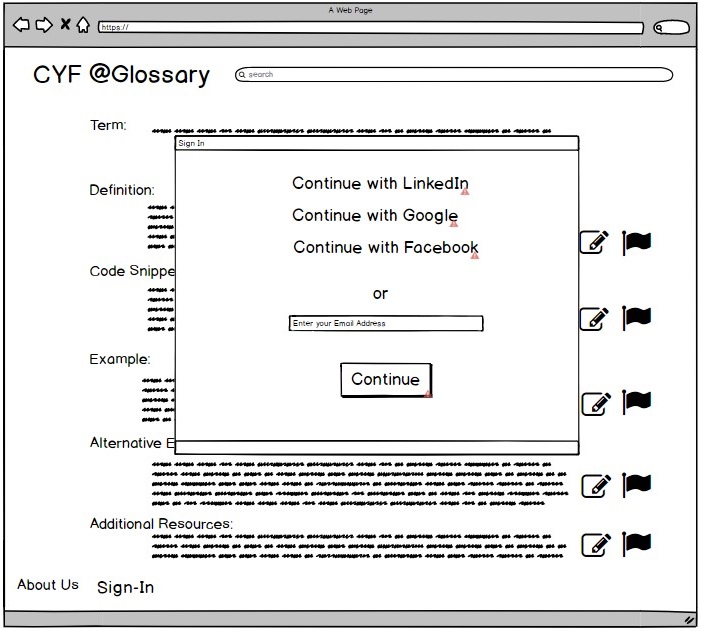 A Web Page
https://
CYF @Glossary
search
Term:
Sign In
Continue with LinkedIn
Definition:
Continue with Google
Continue with Facebook
Code Snippe
or
Enter your Email Address
Example:
Continue
Alternative E
Additional Resources:
About Us
Sign-In